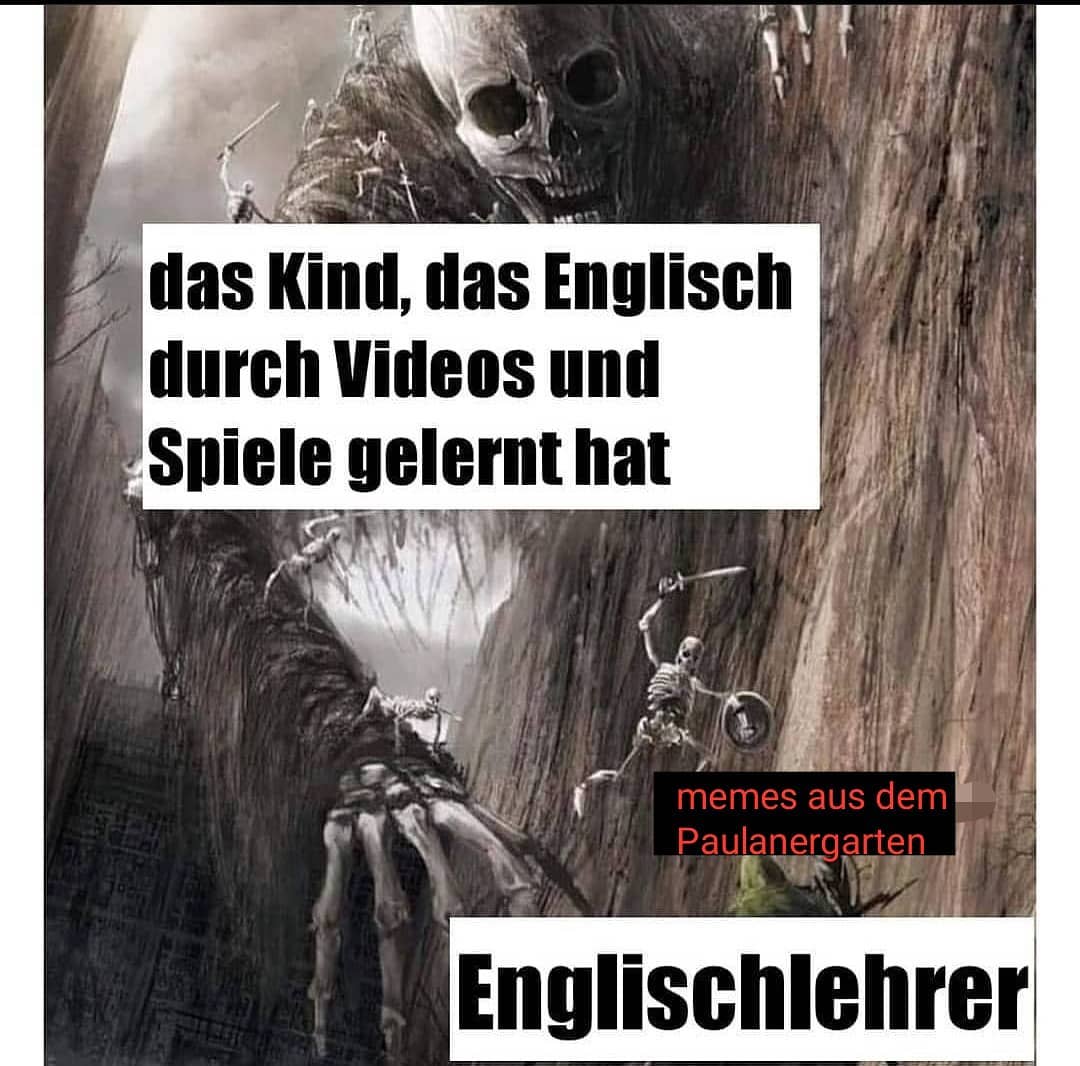 das Kind, das Englisch
durch Videos und
Spiele gelernt hat
memes aus dem
Paulanergarten
Englischlehrer